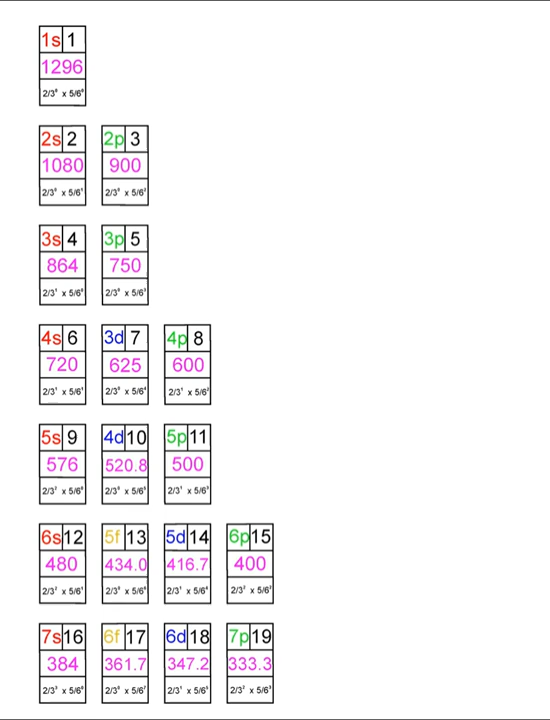 1s 1
1296
2/3⁰ x 5/6⁰
2s 2 2p 3
1080 900
2/3⁰ x 5/6¹ 2/3⁰ x 5/6²
3s 4 3p 5
864 750
2/3¹ x 5/6⁰ 2/3⁰ x 5/6³
4s 6 3d 7 4p 8
720 625 600
2/3¹ x 5/6¹ 2/3⁰ x 5/6⁴ 2/3¹ x 5/6²
5s 9 4d 10 5p 11
576 520.8 500
2/3² x 5/6⁰ 2/3⁰ x 5/6⁵ 2/3¹ x 5/6³
6s 12 5f 13 5d 14 6p 15
480 434.0 416.7 400
2/3² x 5/6¹ 2/3⁰ x 5/6⁶ 2/3¹ x 5/6⁴ 2/3² x 5/6²
7s 16 6f 17 6d 18 7p 19
384 361.7 347.2 333.3
2/3³ x 5/6⁰ 2/3⁰ x 5/6⁷ 2/3¹ x 5/6⁵ 2/3² x 5/6³